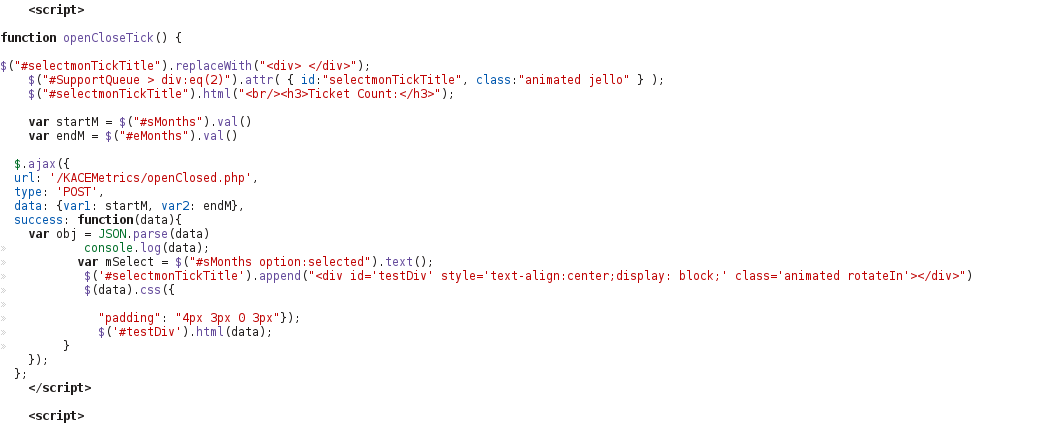 <script>
function openCloseTick() {
$("#selectmonTickTitle").replaceWith("<div> </div>");
$("#SupportQueue > div:eq(2)").attr( { id:"selectmonTickTitle", class:"animated jello" } );
$("#selectmonTickTitle").html("<br/><h3>Ticket Count:</h3>");
var startM = $("#sMonths").val()
var endM = $("#eMonths").val()
$.ajax({
url: '/KACEMetrics/openClosed.php',
type: 'POST',
data: {var1: startM, var2: endM},
success: function(data){
var obj = JSON.parse(data)
» console.log(data);
» var mSelect = $("#sMonths option:selected").text();
» $('#selectmonTickTitle').append("<div id='testDiv' style='text-align:center;display: block;' class='animated rotateIn'></div>")
» $(data).css({
»
» "padding": "4px 3px 0 3px"});
» $('#testDiv').html(data);
» }
});
};
</script>
<script>